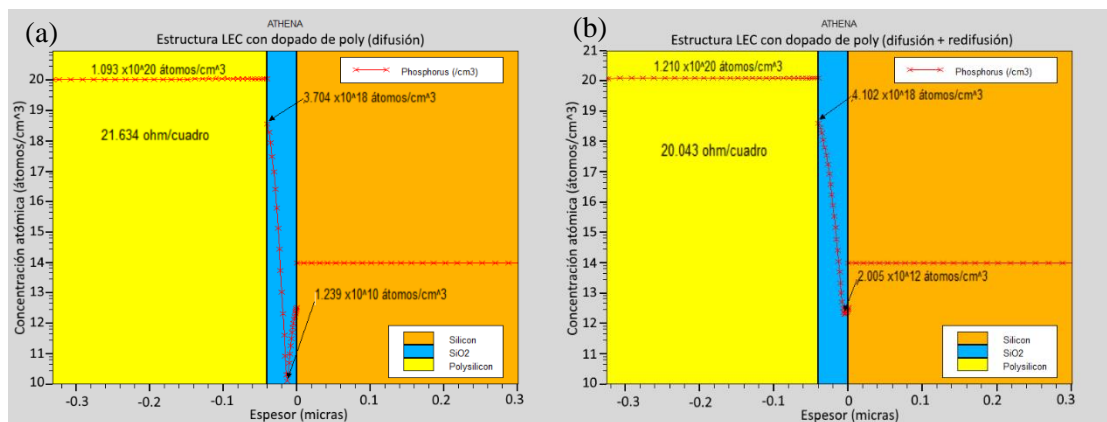 (a)
ATHENA
Estructura LEC con dopado de poly (difusión)
Concentración atómica (átomos/cm^3)
20
19
18
17
16
15
14
13
12
11
10
1.093 x10^20 átomos/cm^3
Phosphorus (/cm3)
3.704 x10^18 átomos/cm^3
21.634 ohm/cuadro
1.239 x10^10 átomos/cm^3
Silicon
SiO2
Polysilicon
-0.3
-0.2
-0.1
0
0.1
0.2
0.3
Espesor (micras)
(b)
ATHENA
Estructura LEC con dopado de poly (difusión + redifusión)
Concentración atómica (átomos/cm^3)
21
20
19
18
17
16
15
14
13
12
11
10
1.210 x10^20 átomos/cm^3
Phosphorus (/cm3)
4.102 x10^18 átomos/cm^3
20.043 ohm/cuadro
2.005 x10^12 átomos/cm^3
Silicon
SiO2
Polysilicon
-0.3
-0.2
-0.1
0
0.1
0.2
0.3
Espesor (micras)